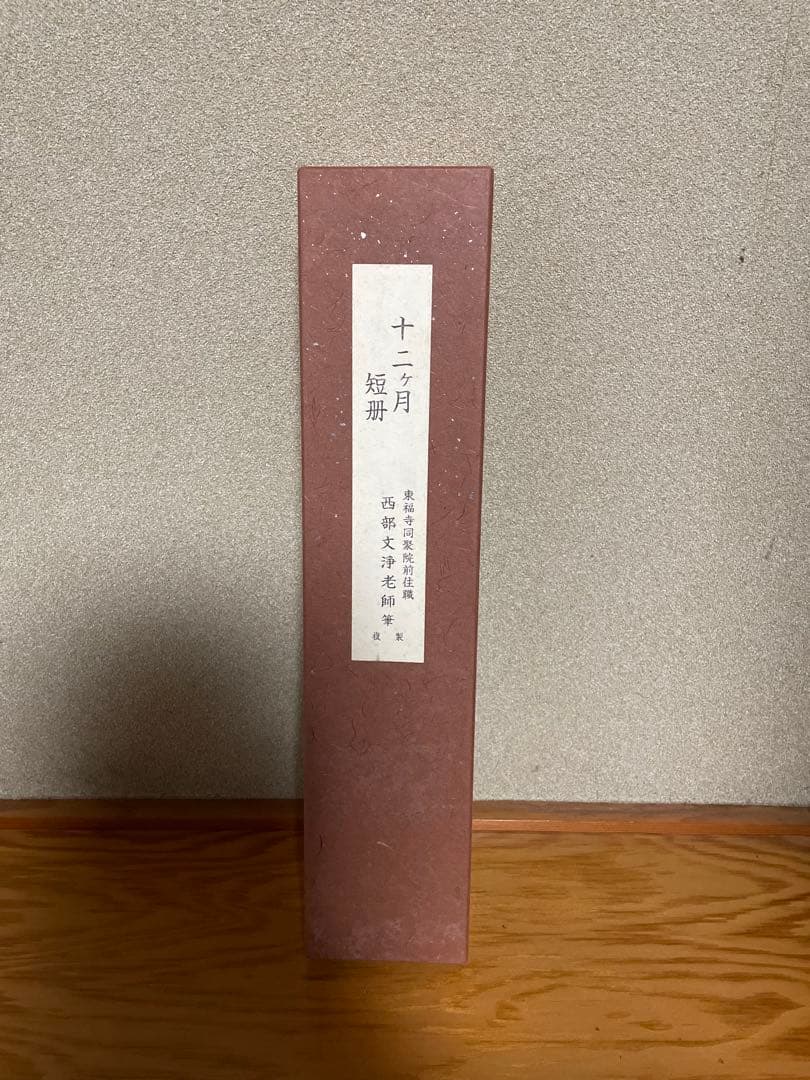 十二ヶ月
短册
東福寺同聚院前住職
西部文淨老師筆
複製